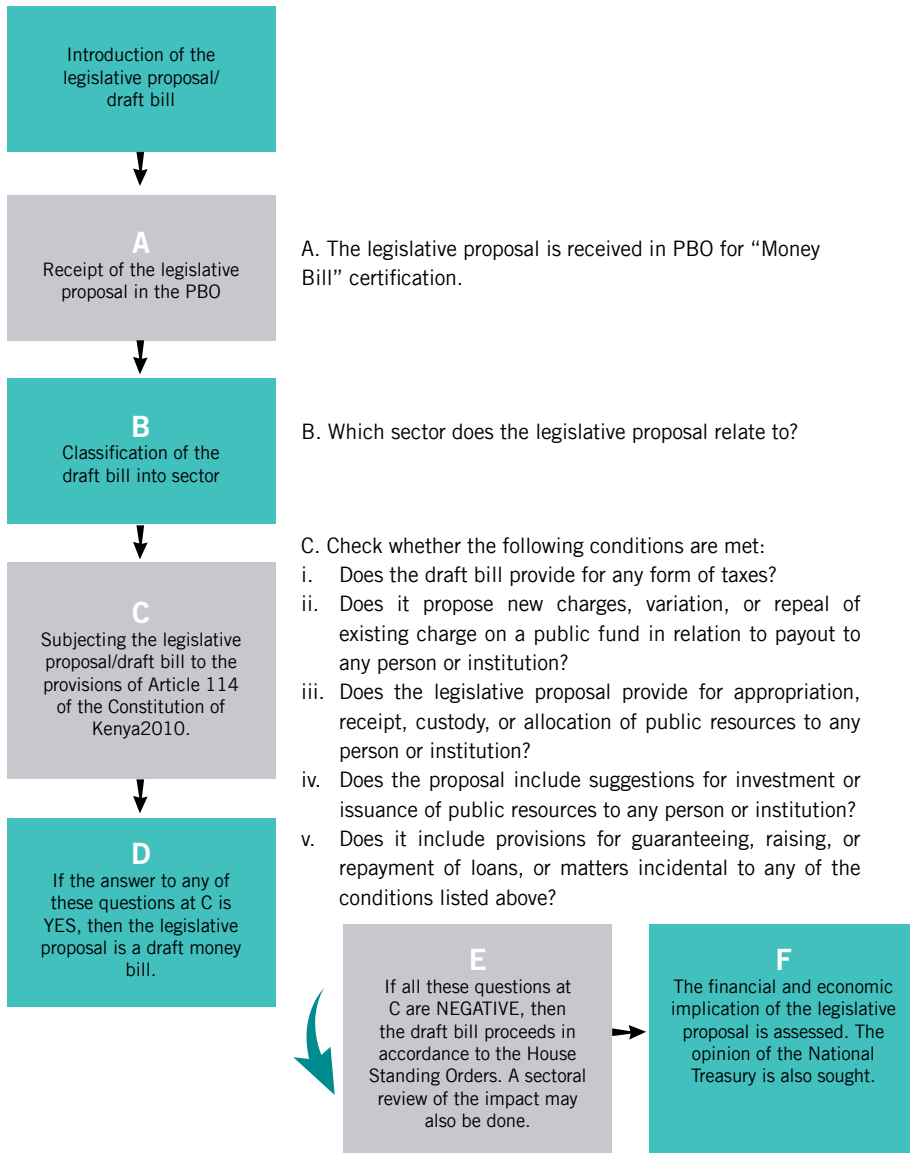 Introduction of the
legislative proposal/
draft bill
A
Receipt of the legislative
proposal in the PBO
A. The legislative proposal is received in PBO for “Money
Bill” certification.
B
Classification of the
draft bill into sector
B. Which sector does the legislative proposal relate to?
C
Subjecting the legislative
proposal/draft bill to the
provisions of Article 114
of the Constitution of
Kenya2010.
C. Check whether the following conditions are met:
i. Does the draft bill provide for any form of taxes?
ii. Does it propose new charges, variation, or repeal of
existing charge on a public fund in relation to payout to
any person or institution?
iii. Does the legislative proposal provide for appropriation,
receipt, custody, or allocation of public resources to any
person or institution?
iv. Does the proposal include suggestions for investment or
issuance of public resources to any person or institution?
v. Does it include provisions for guaranteeing, raising, or
repayment of loans, or matters incidental to any of the
conditions listed above?
D
If the answer to any of
these questions at C is
YES, then the legislative
proposal is a draft money
bill.
E
If all these questions at
C are NEGATIVE, then
the draft bill proceeds in
accordance to the House
Standing Orders. A sectoral
review of the impact may
also be done.
F
The financial and economic
implication of the legislative
proposal is assessed. The
opinion of the National
Treasury is also sought.